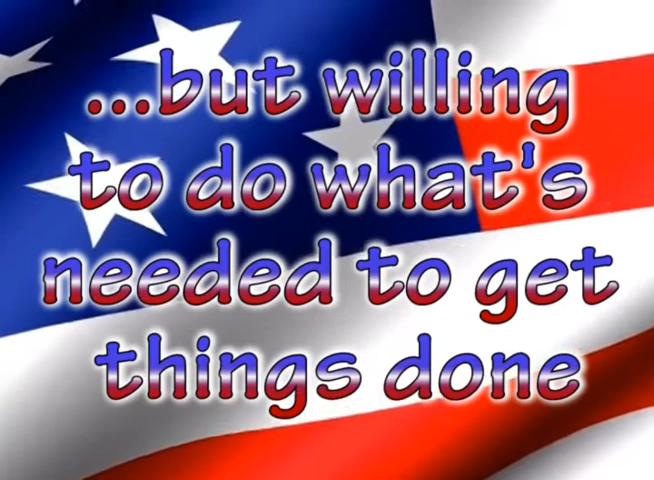 ...but willing
to do what's
needed to get
things done